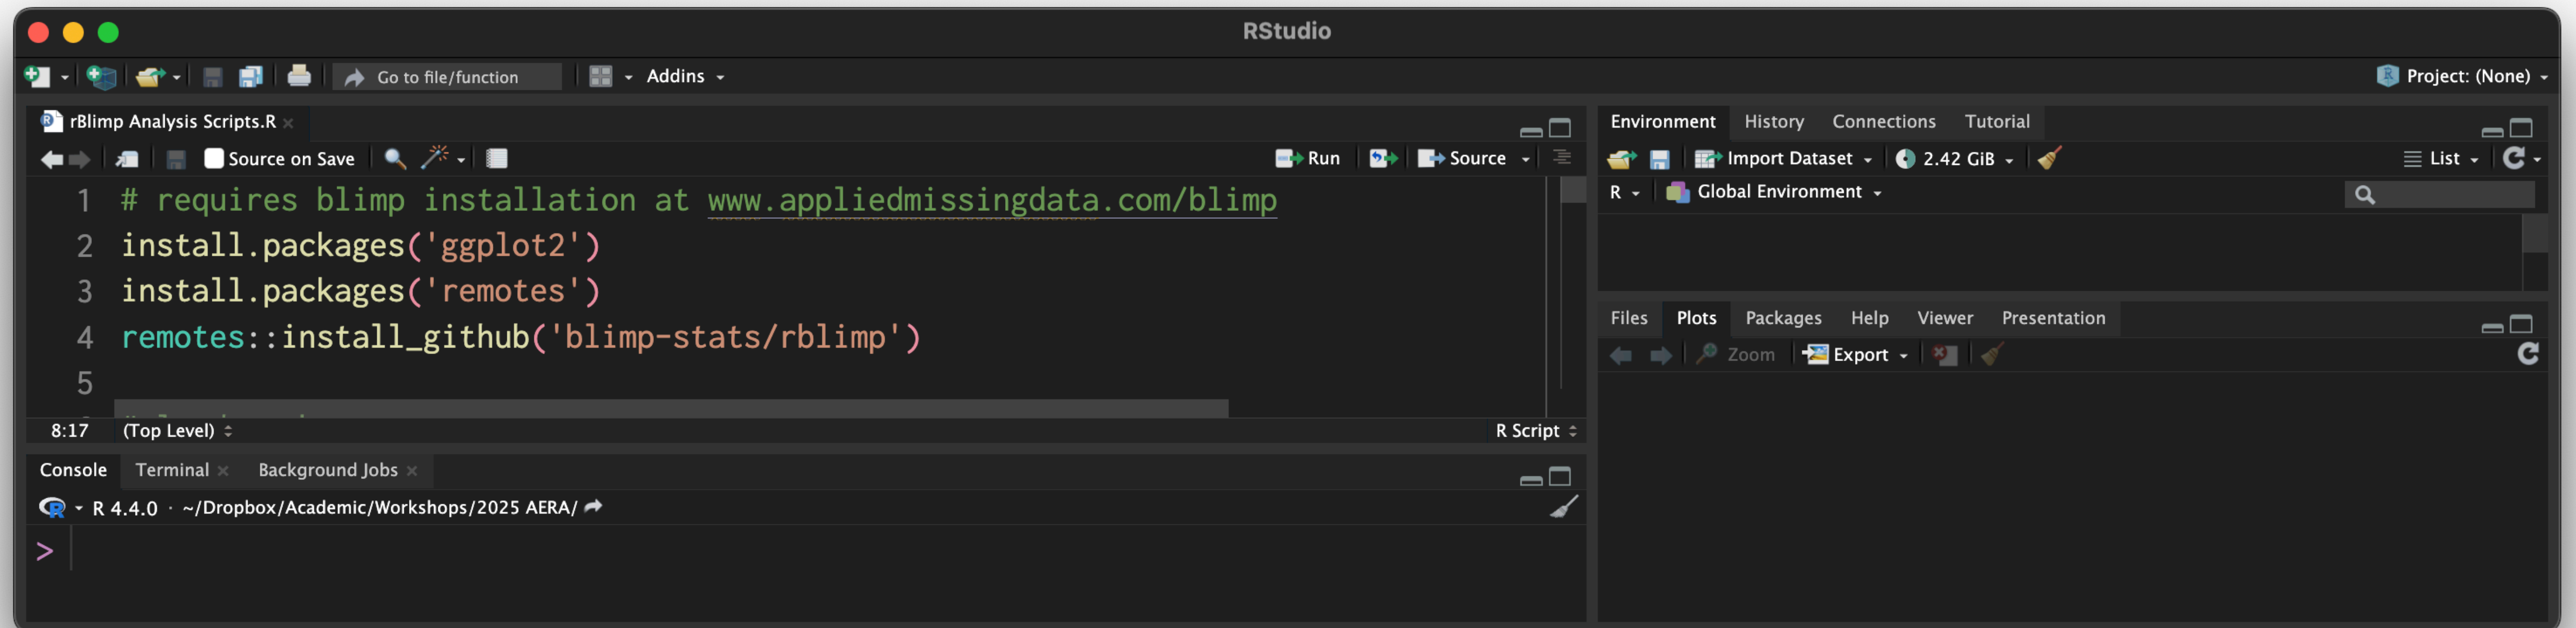 RStudio
Go to file/function
Addins
Project: (None)
rBlimp Analysis Scripts.R
Source on Save
Run
Source
1 # requires blimp installation at www.appliedmissingdata.com/blimp
2 install.packages('ggplot2')
3 install.packages('remotes')
4 remotes::install_github('blimp-stats/rblimp')
5
8:17 (Top Level)
R Script
Console Terminal Background Jobs
R 4.4.0 · ~/Dropbox/Academic/Workshops/2025 AERA/
>
Environment History Connections Tutorial
Import Dataset 2.42 GiB
List
R Global Environment
Files Plots Packages Help Viewer Presentation
Zoom Export